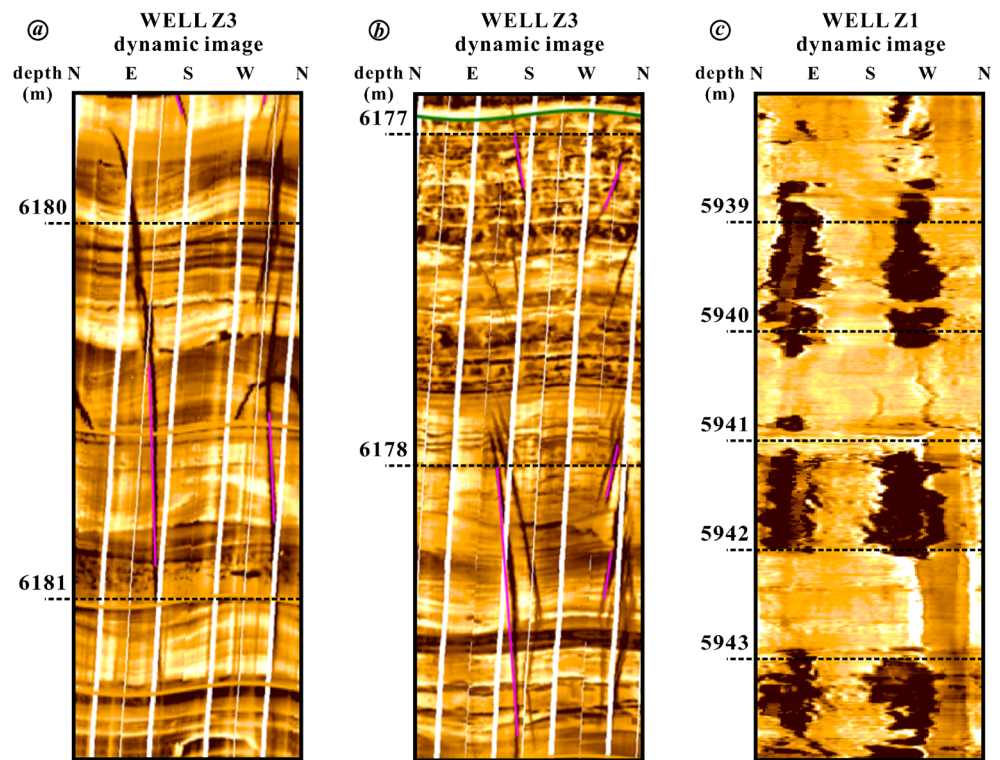 ⓐ WELL Z3
dynamic image
depth N E S W N
(m)
6180
6181
ⓑ WELL Z3
dynamic image
depth N E S W N
(m)
6177
6178
ⓒ WELL Z1
dynamic image
depth N E S W N
(m)
5939
5940
5941
5942
5943